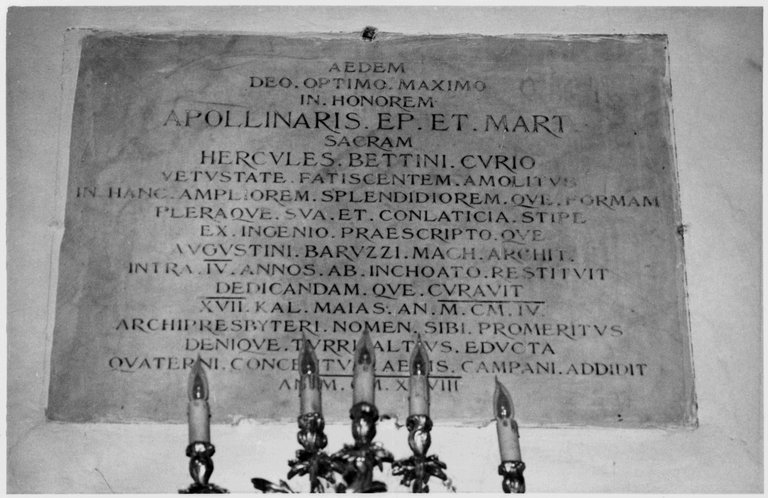 AEDEM
DEO. OPTIMO. MAXIMO
IN. HONOREM
APOLLINARIS. EP. ET. MART
SACRAM
HERCVLES. BETTINI. CVRIO
VETVSTATE. FATISCENTEM. AMOLITVS
IN. HANC. AMPLIOREM. SPLENDIDIOREM. QVE. FORMAM
PLERAQVE. SVA. ET. CONLATICIA. STIPE
EX. INGENIO. PRAESCRIPTO. QVE
AVGVSTINI. BARVZZI. MACH. ARCHIT.
INTRA. IV. ANNOS. AB. INCHOATO. RESTITVIT
DEDICANDAM. QVE. CVRAVIT
XVII. KAL. MAIAS. AN. M. CM. IV.
ARCHIPRESBYTERI. NOMEN. SIBI. PROMERITVS
DENIQVE. TVRRI. ALTIVS. EDVCTA
QVATERNI. AERIS. CAMPANI. ADDIDIT